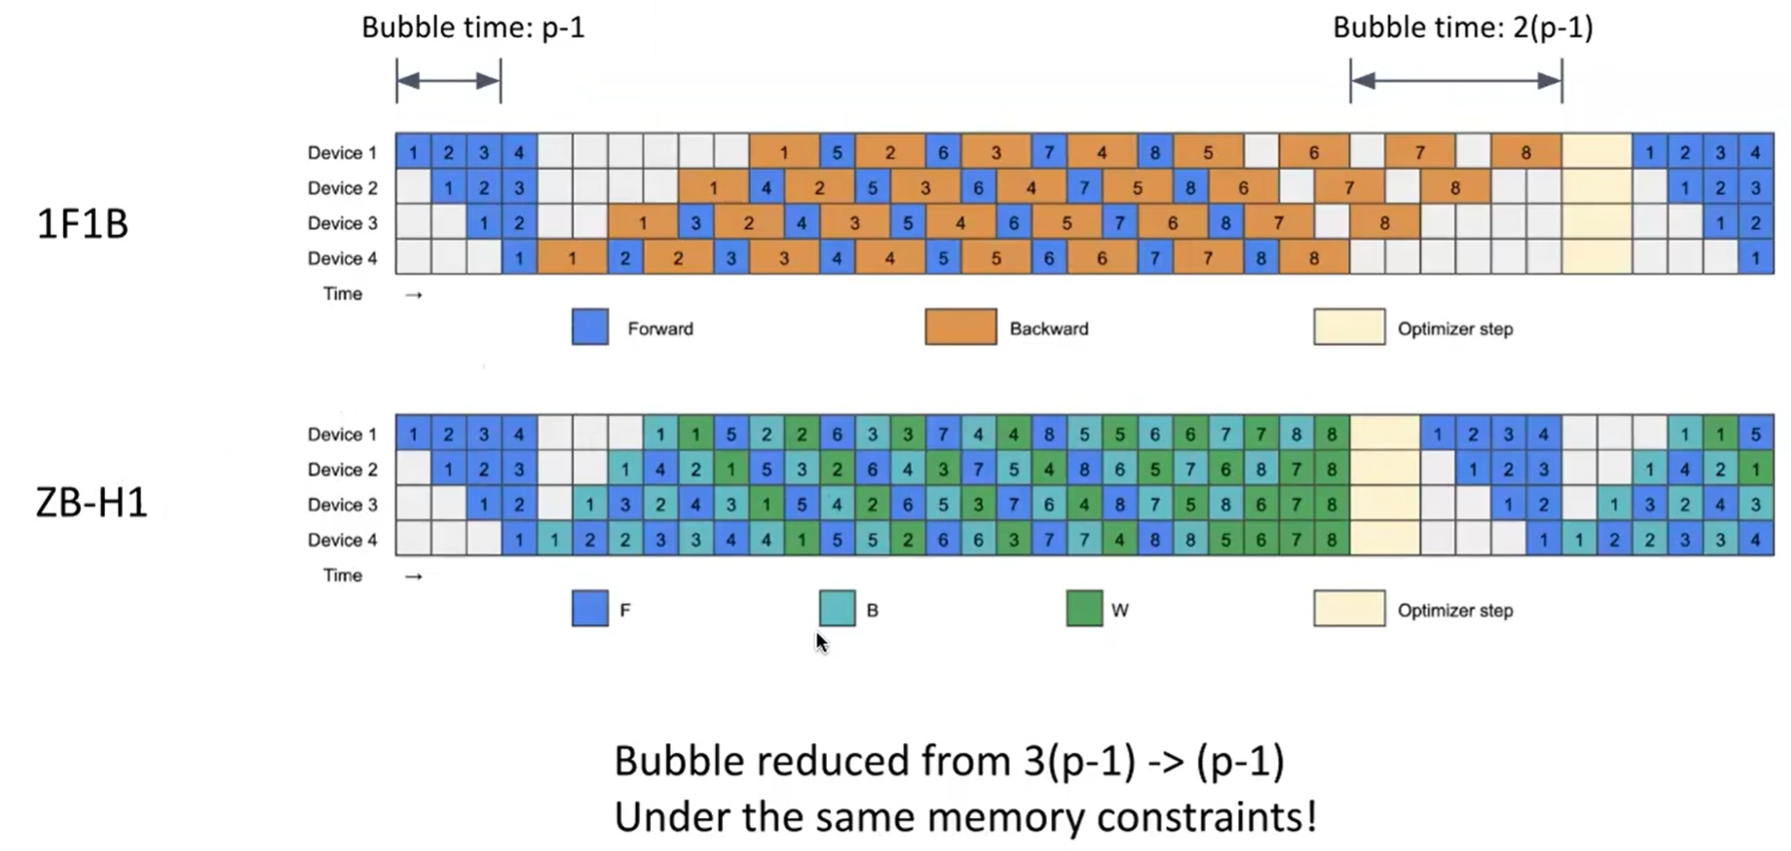 Bubble time: p-1 Bubble time: 2(p-1)
1F1B
Device 1 1 2 3 4 1 5 2 6 3 7 4 8 5 6 7 8 1 2 3 4
Device 2 1 2 3 1 4 2 5 3 6 4 7 5 8 6 7 8 1 2 3
Device 3 1 2 1 3 2 4 3 5 4 6 5 7 6 8 7 8 1 2
Device 4 1 1 2 2 3 3 4 4 5 5 6 6 7 7 8 8 1
Time →
Forward Backward Optimizer step
ZB-H1
Device 1 1 2 3 4 1 1 5 2 2 6 3 3 7 4 4 8 5 5 6 6 7 7 8 8 1 2 3 4 1 1 5
Device 2 1 2 3 1 4 2 1 5 3 2 6 4 3 7 5 4 8 6 5 7 6 8 7 8 1 2 3 1 4 2 1
Device 3 1 2 1 3 2 4 3 1 5 4 2 6 5 3 7 6 4 8 7 5 8 6 7 8 1 2 1 3 2 4 3
Device 4 1 1 2 2 3 3 4 4 1 5 5 2 6 6 3 7 7 4 8 8 5 6 7 8 1 1 2 2 3 3 4
Time →
F B W Optimizer step
Bubble reduced from 3(p-1) -> (p-1)
Under the same memory constraints!